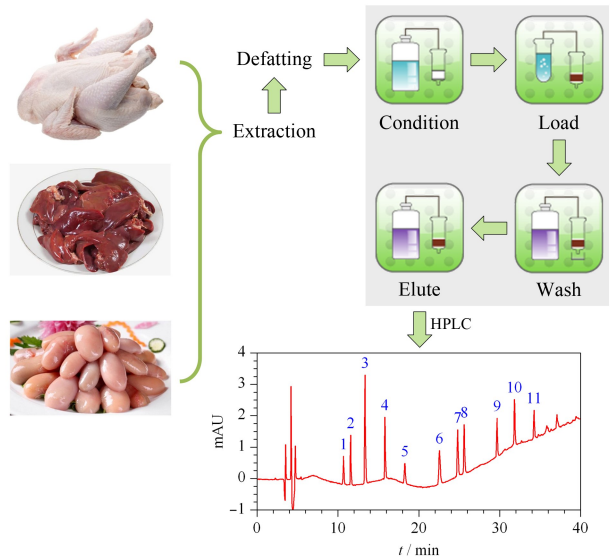 Defatting
Extraction
Condition
Load
Elute
Wash
HPLC
4
3
2
1
0
−1
mAU
1
2
3
4
5
6
7
8
9
10
11
0
10
20
30
40
t / min